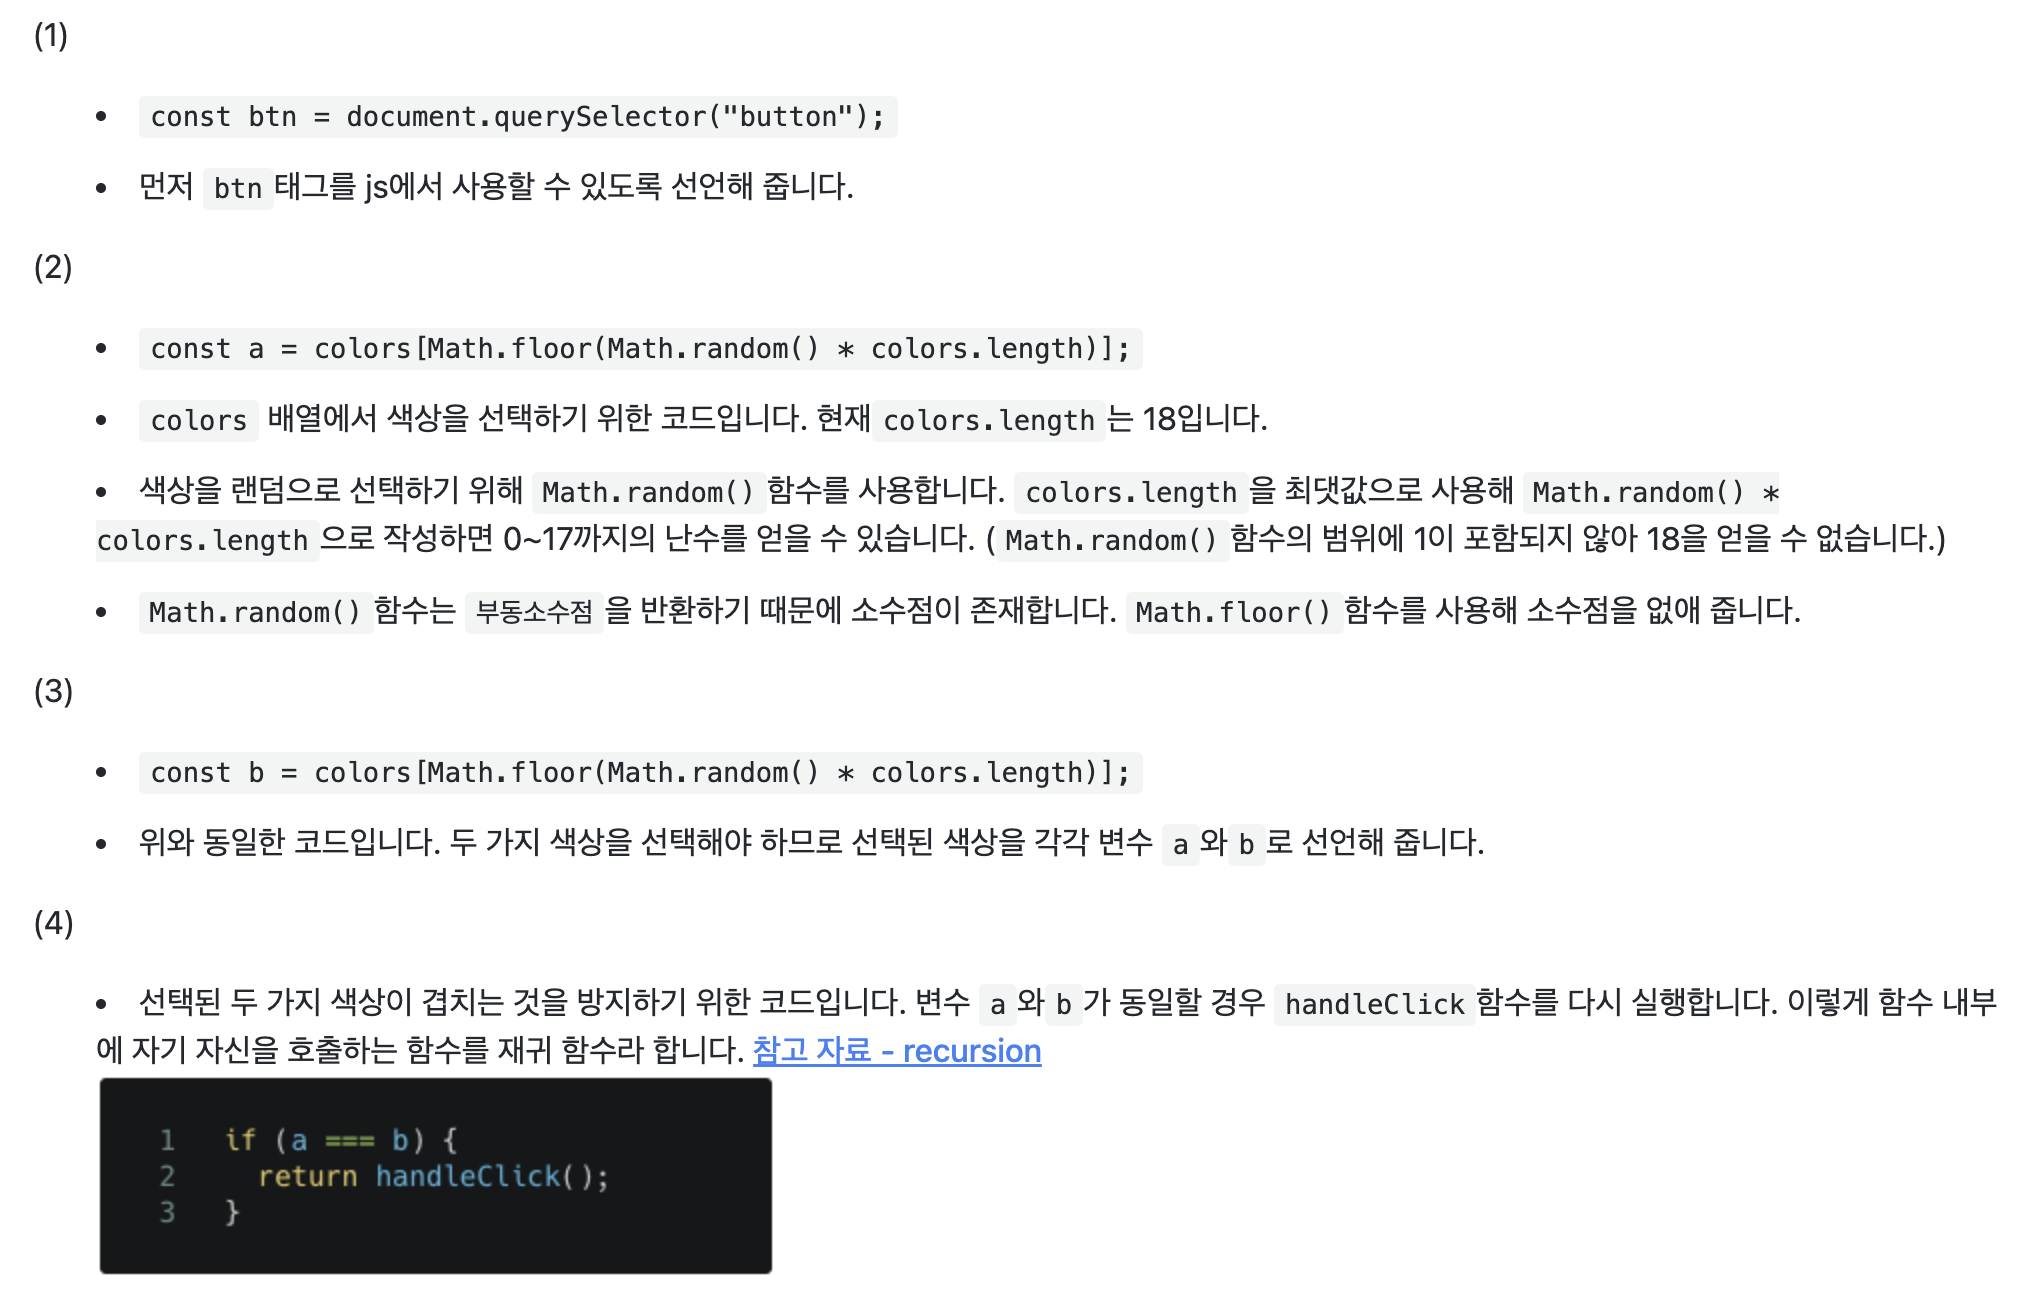 (1)
• const btn = document.querySelector("button");
• 먼저 btn 태그를 js에서 사용할 수 있도록 선언해 줍니다.
(2)
• const a = colors[Math.floor(Math.random() * colors.length)];
• colors 배열에서 색상을 선택하기 위한 코드입니다. 현재 colors.length 는 18입니다.
• 색상을 랜덤으로 선택하기 위해 Math.random() 함수를 사용합니다. colors.length 을 최댓값으로 사용해 Math.random() *
colors.length 으로 작성하면 0~17까지의 난수를 얻을 수 있습니다. ( Math.random() 함수의 범위에 1이 포함되지 않아 18을 얻을 수 없습니다.)
• Math.random() 함수는 부동소수점 을 반환하기 때문에 소수점이 존재합니다. Math.floor() 함수를 사용해 소수점을 없애 줍니다.
(3)
• const b = colors[Math.floor(Math.random() * colors.length)];
• 위와 동일한 코드입니다. 두 가지 색상을 선택해야 하므로 선택된 색상을 각각 변수 a 와 b 로 선언해 줍니다.
(4)
• 선택된 두 가지 색상이 겹치는 것을 방지하기 위한 코드입니다. 변수 a 와 b 가 동일할 경우 handleClick 함수를 다시 실행합니다. 이렇게 함수 내부
에 자기 자신을 호출하는 함수를 재귀 함수라 합니다. 참고 자료 - recursion
1 if (a === b) {
2 return handleClick();
3 }